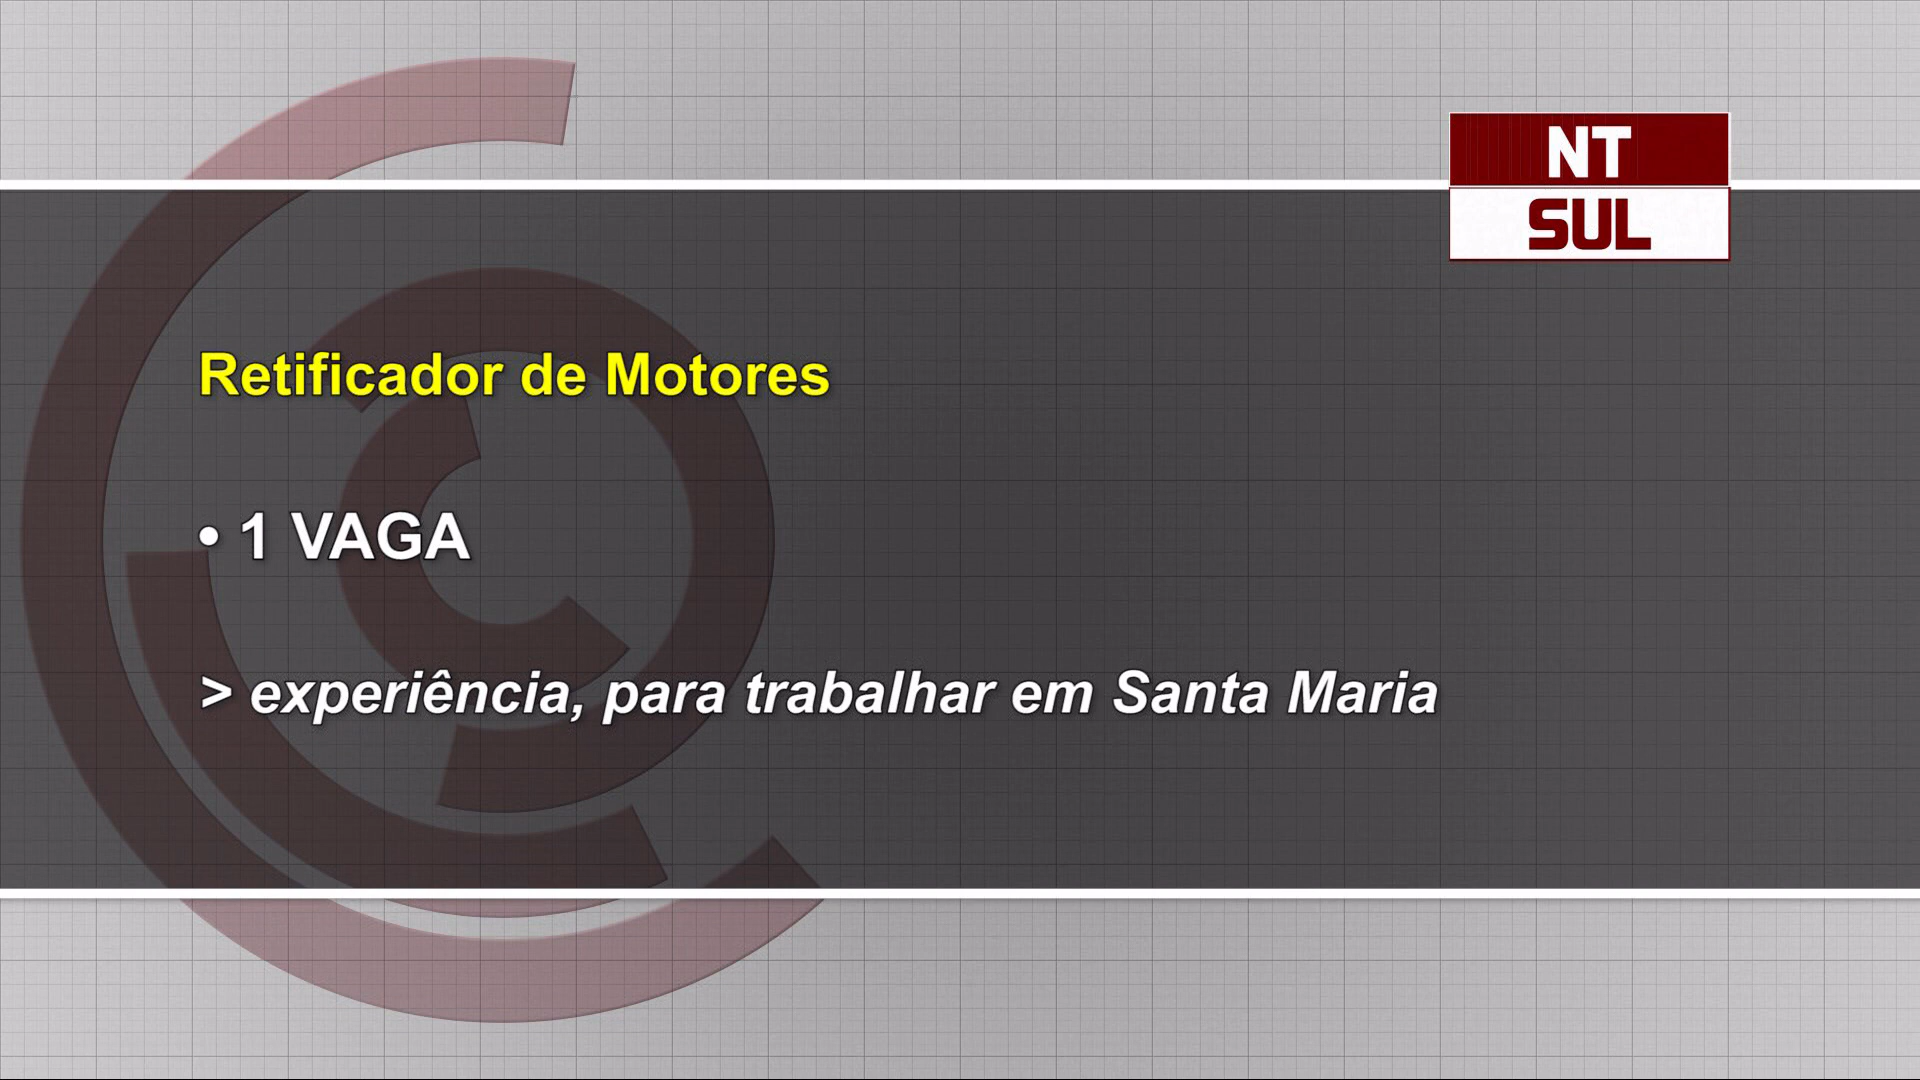 NT
SUL
Retificador de Motores
• 1 VAGA
> experiência, para trabalhar em Santa Maria